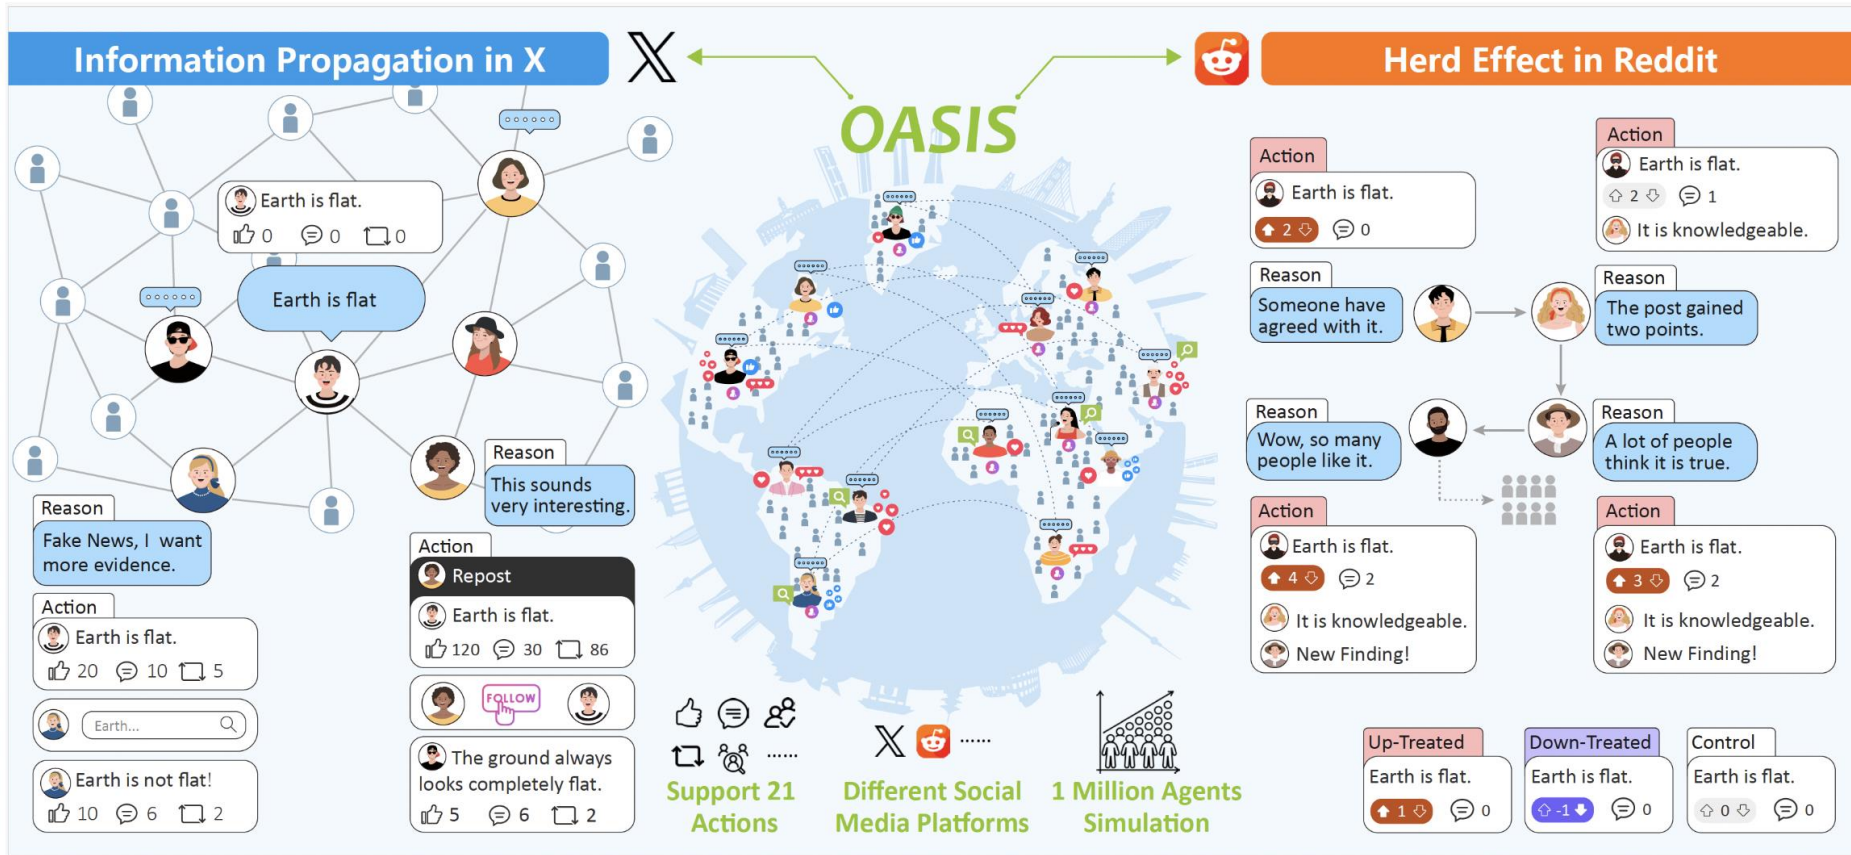 Information Propagation in X
Herd Effect in Reddit
OASIS
Earth is flat.
0 0 0
Earth is flat
Reason
This sounds
very interesting.
Reason
Fake News, I want
more evidence.
Action
Earth is flat.
20 10 5
Earth...
Earth is not flat!
10 6 2
Action
Repost
Earth is flat.
120 30 86
FOLLOW
The ground always
looks completely flat.
5 6 2
Support 21
Actions
......
Different Social
Media Platforms
......
1 Million Agents
Simulation
Action
Earth is flat.
2 0
Reason
Someone have
agreed with it.
Action
Earth is flat.
2 1
It is knowledgeable.
Reason
The post gained
two points.
Reason
A lot of people
think it is true.
Action
Earth is flat.
3 2
It is knowledgeable.
New Finding!
Reason
Wow, so many
people like it.
Action
Earth is flat.
4 2
It is knowledgeable.
New Finding!
Up-Treated
Earth is flat.
1 0
Down-Treated
Earth is flat.
-1 0
Control
Earth is flat.
0 0